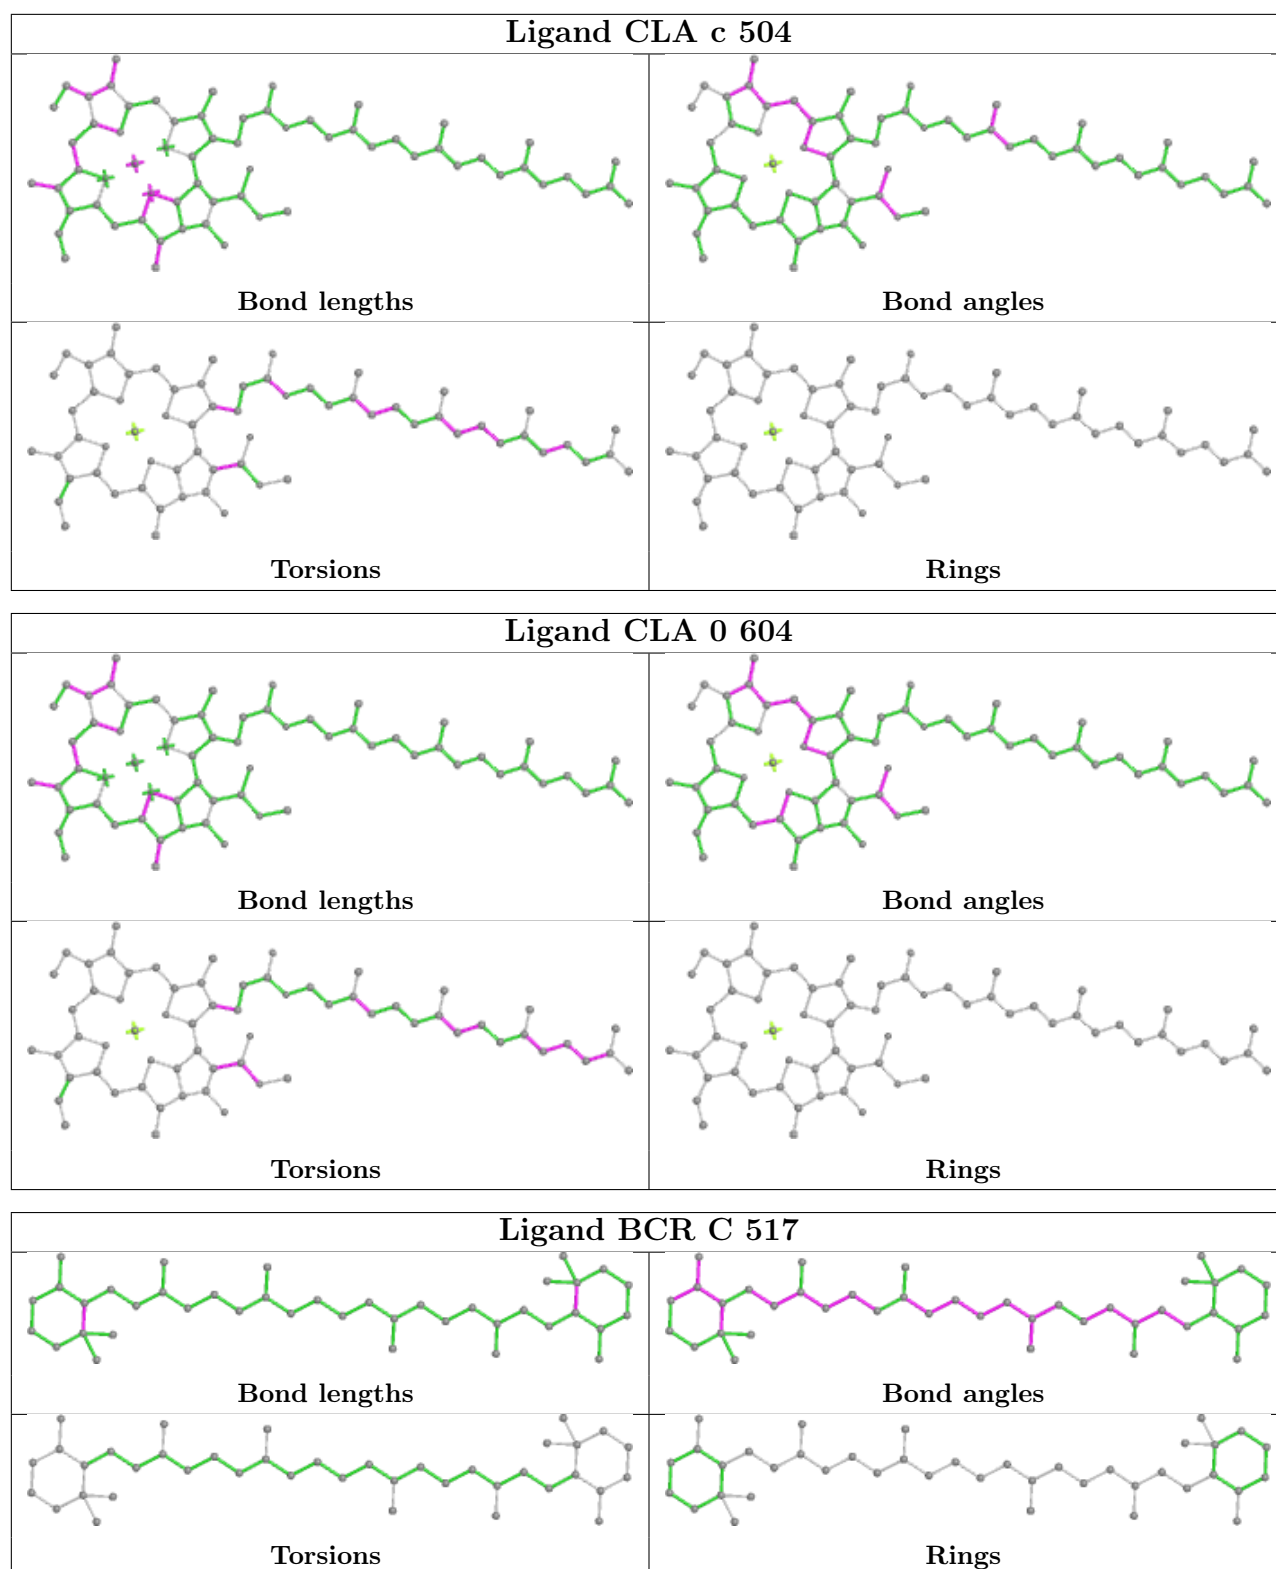 Ligand CLA c 504
Bond lengths
Bond angles
Torsions
Rings
Ligand CLA 0 604
Bond lengths
Bond angles
Torsions
Rings
Ligand BCR C 517
Bond lengths
Bond angles
Torsions
Rings